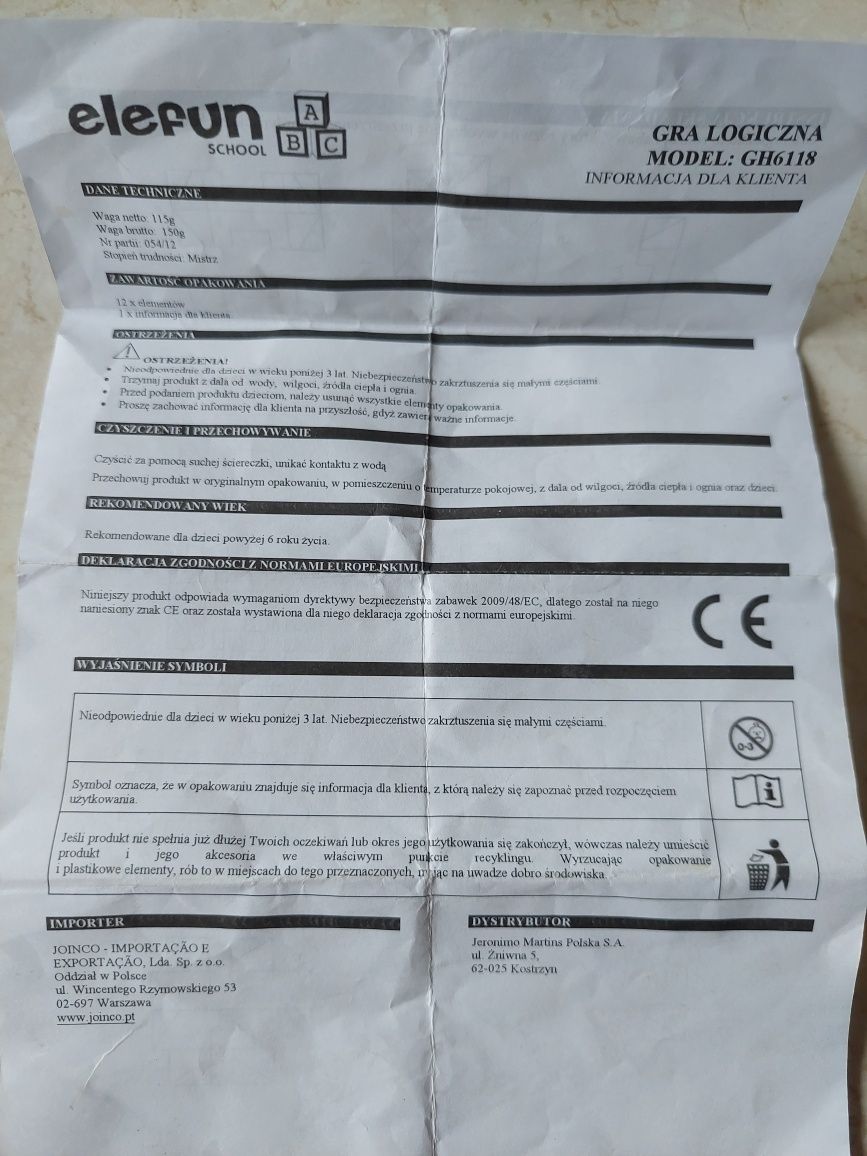 elefun
SCHOOL
A
B C
GRA LOGICZNA
MODEL: GH6118
INFORMACJA DLA KLIENTA
DANE TECHNICZNE
Waga netto: 115g
Waga brutto: 150g
Nr partii: 054/12
Stopień trudności: Mistrz
ZAWARTOŚĆ OPAKOWANIA
12 x elementów
1 x informacja dla klienta
OSTRZEŻENIA
OSTRZEŻENIA!
• Nieodpowiednie dla dzieci w wieku poniżej 3 lat. Niebezpieczeństwo zakrztuszenia się małymi częściami.
• Trzymaj produkt z dala od wody, wilgoci, źródła ciepła i ognia.
• Przed podaniem produktu dzieciom, należy usunąć wszystkie elementy opakowania.
• Proszę zachować informację dla klienta na przyszłość, gdyż zawiera ważne informacje.
CZYSZCZENIE I PRZECHOWYWANIE
Czyścić za pomocą suchej ściereczki, unikać kontaktu z wodą
Przechowuj produkt w oryginalnym opakowaniu, w pomieszczeniu o temperaturze pokojowej, z dala od wilgoci, źródła ciepła i ognia oraz dzieci.
REKOMENDOWANY WIEK
Rekomendowane dla dzieci powyżej 6 roku życia.
DEKLARACJA ZGODNOŚCI Z NORMAMI EUROPEJSKIMI
Niniejszy produkt odpowiada wymaganiom dyrektywy bezpieczeństwa zabawek 2009/48/EC, dlatego został na niego
naniesiony znak CE oraz została wystawiona dla niego deklaracja zgodności z normami europejskimi.
CE
WYJAŚNIENIE SYMBOLI
Nieodpowiednie dla dzieci w wieku poniżej 3 lat. Niebezpieczeństwo zakrztuszenia się małymi częściami.
0-3
Symbol oznacza, że w opakowaniu znajduje się informacja dla klienta, z którą należy się zapoznać przed rozpoczęciem
użytkowania.
i
Jeśli produkt nie spełnia już dłużej Twoich oczekiwań lub okres jego użytkowania się zakończył, wówczas należy umieścić
produkt i jego akcesoria we właściwym punkcie recyklingu. Wyrzucając opakowanie
i plastikowe elementy, rób to w miejscach do tego przeznaczonych, mając na uwadze dobro środowiska.
IMPORTER
JOINCO - IMPORTAÇÃO E
EXPORTAÇÃO, Lda. Sp. z o.o.
Oddział w Polsce
ul. Wincentego Rzymowskiego 53
02-697 Warszawa
www.joinco.pt
DYSTRYBUTOR
Jeronimo Martins Polska S.A.
ul. Żniwna 5,
62-025 Kostrzyn